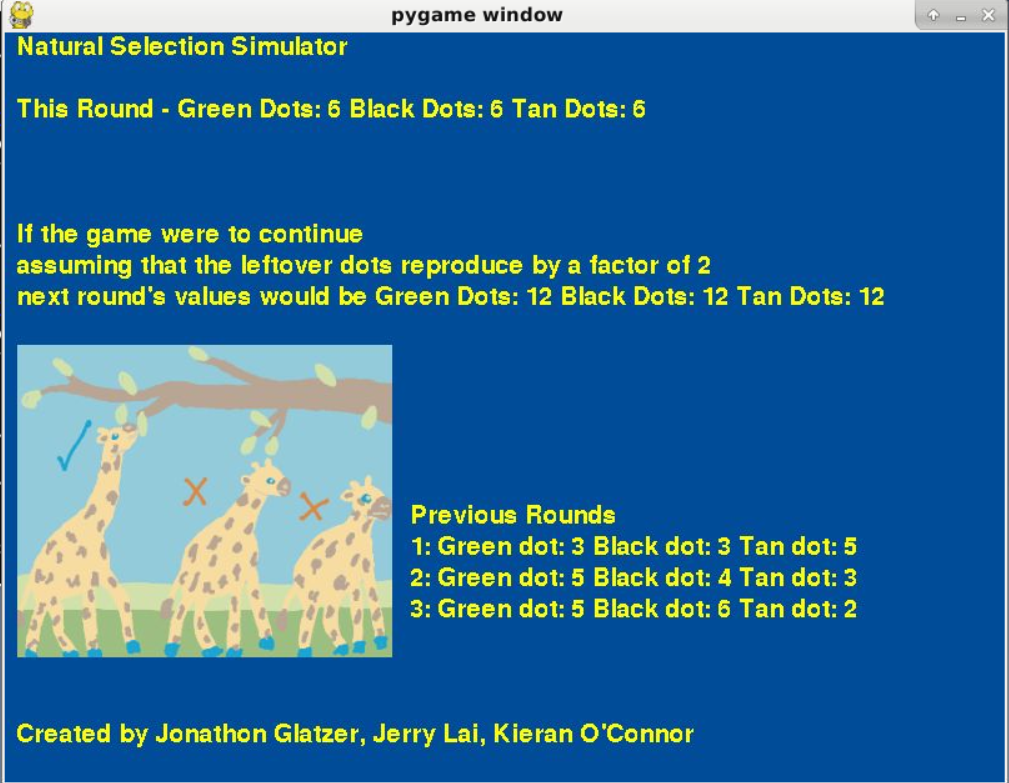 pygame window
Natural Selection Simulator
This Round - Green Dots: 6 Black Dots: 6 Tan Dots: 6
If the game were to continue
assuming that the leftover dots reproduce by a factor of 2
next round's values would be Green Dots: 12 Black Dots: 12 Tan Dots: 12
Previous Rounds
1: Green dot: 3 Black dot: 3 Tan dot: 5
2: Green dot: 5 Black dot: 4 Tan dot: 3
3: Green dot: 5 Black dot: 6 Tan dot: 2
Created by Jonathon Glatzer, Jerry Lai, Kieran O'Connor